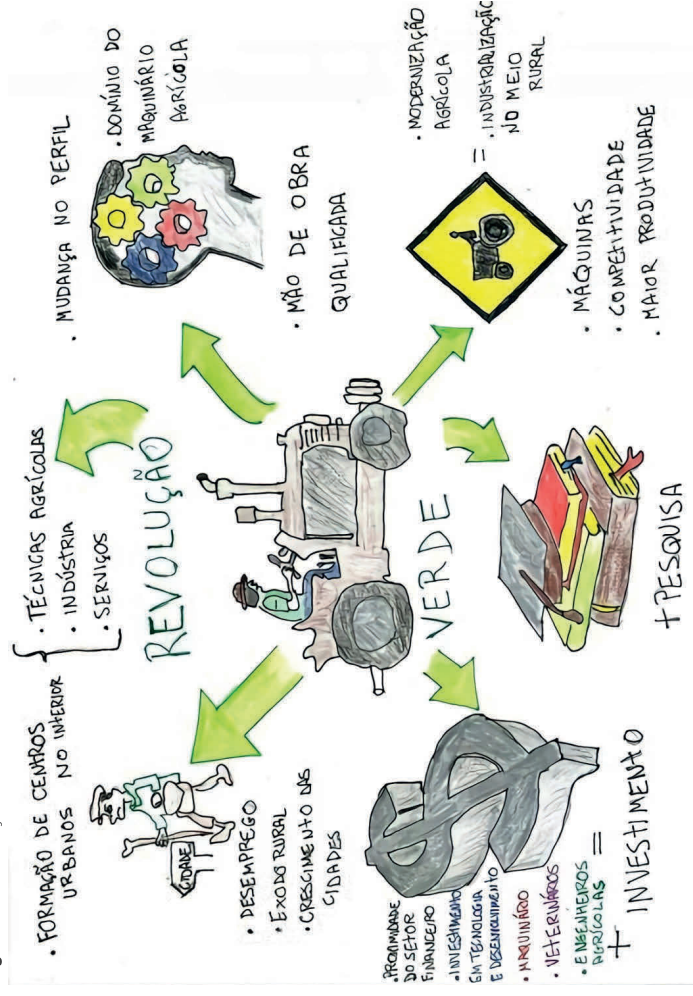 • FORMAÇÃO DE CENTROS
URBANOS NO INTERIOR
• TÉCNICAS AGRÍCOLAS
• INDÚSTRIA
• SERVIÇOS
• MUDANÇA NO PERFIL
• DOMÍNIO DO
MAQUINÁRIO
AGRÍCOLA
• MÃO DE OBRA
QUALIFICADA
REVOLUÇÃO
VERDE
CIDADE
• DESEMPREGO
• EXODO RURAL
• CRESCIMENTO DAS
CIDADES
• PROXIMIDADE
DO SETOR
FINANCEIRO
• INVESTIMENTO
EM TECNOLOGIA
E DESENVOLVIMENTO
• MAQUINÁRIO
• VETERINÁRIOS
• ENGENHEIROS
AGRÍCOLAS =
+ INVESTIMENTO
+ PESQUISA
• MODERNIZAÇÃO
AGRÍCOLA
= • INDUSTRIALIZAÇÃO
NO MEIO
RURAL
• MÁQUINAS
• COMPETITIVIDADE
• MAIOR PRODUTIVIDADE